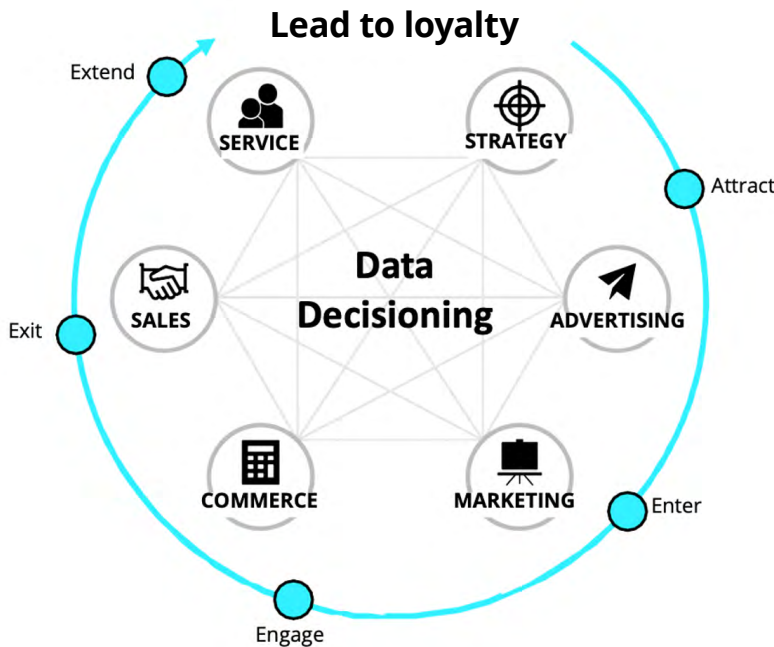 Lead to loyalty
Extend
SERVICE
STRATEGY
Attract
Data
Decisioning
SALES
ADVERTISING
Exit
COMMERCE
MARKETING
Enter
Engage